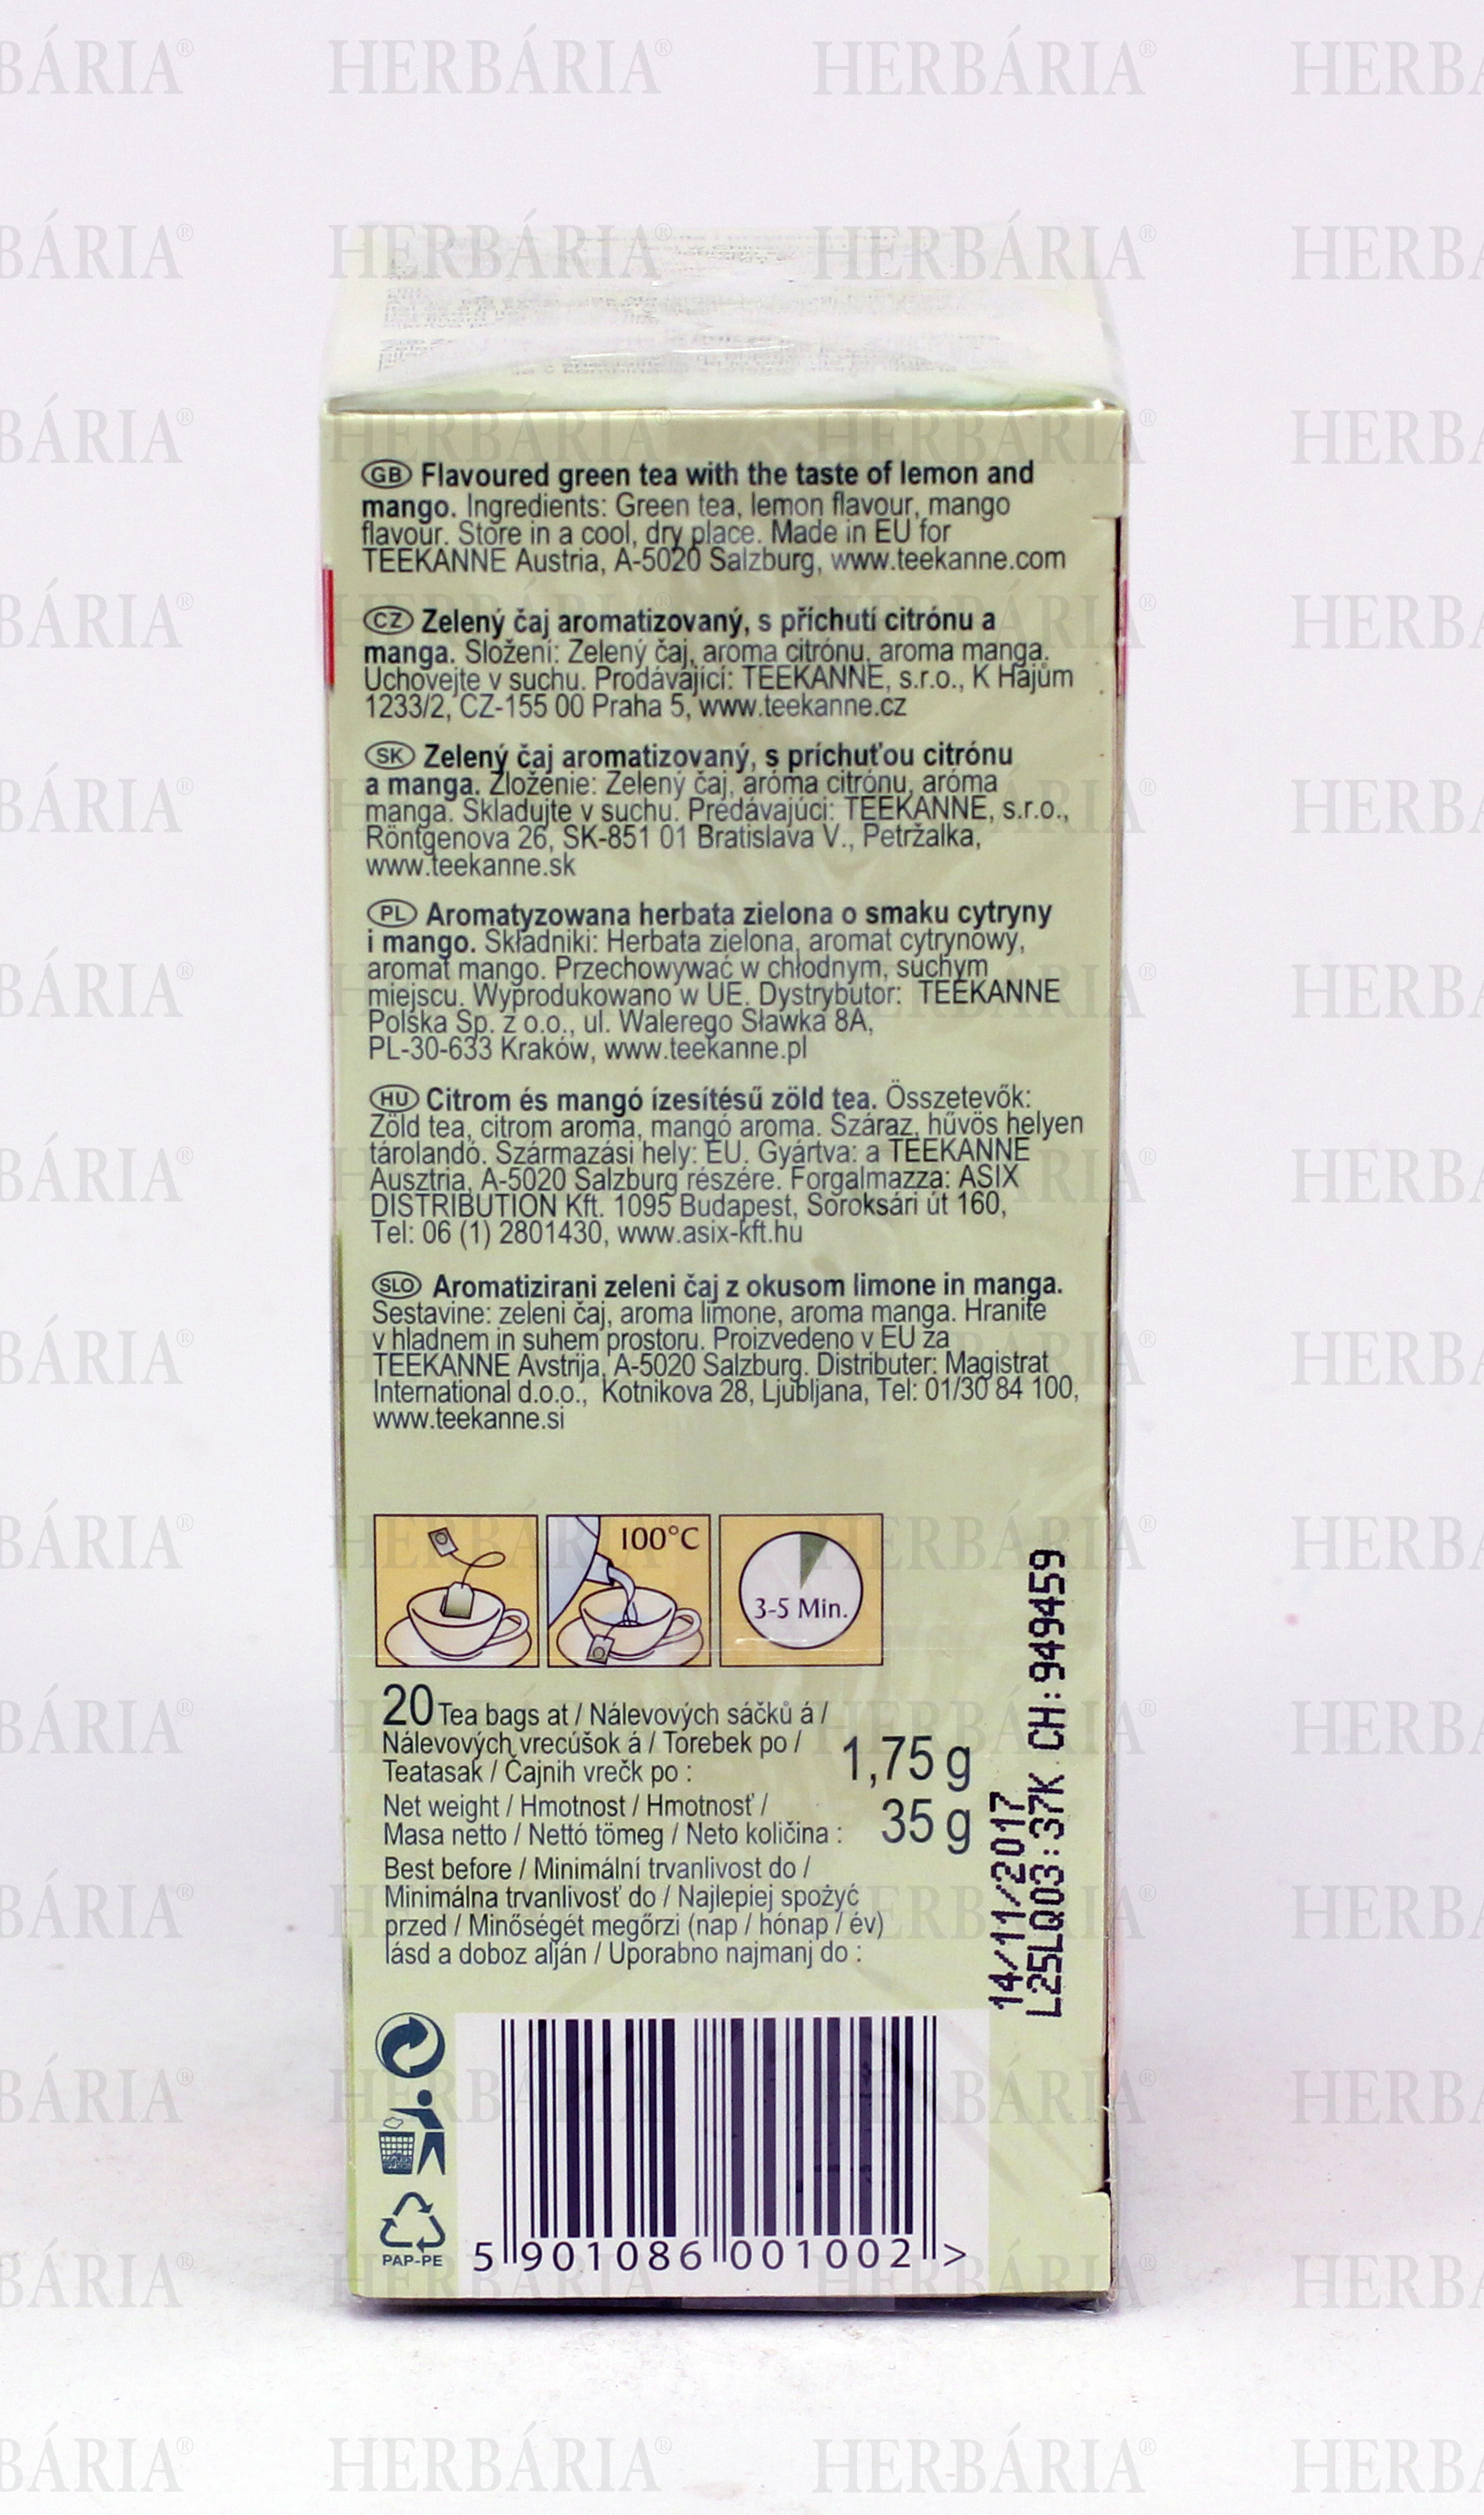 HERBÁRIA®
GB Flavoured green tea with the taste of lemon and
mango. Ingredients: Green tea, lemon flavour, mango
flavour. Store in a cool, dry place. Made in EU for
TEEKANNE Austria, A-5020 Salzburg, www.teekanne.com
CZ Zelený čaj aromatizovaný, s příchutí citrónu a
manga. Složení: Zelený čaj, aroma citrónu, aroma manga.
Uchovejte v suchu. Prodávající: TEEKANNE, s.r.o., K Hájům
1233/2, CZ-155 00 Praha 5, www.teekanne.cz
SK Zelený čaj aromatizovaný, s príchuťou citrónu
a manga. Zloženie: Zelený čaj, aróma citrónu, aróma
manga. Skladujte v suchu. Predávajúci: TEEKANNE, s.r.o.,
Röntgenova 26, SK-851 01 Bratislava V., Petržalka,
www.teekanne.sk
PL Aromatyzowana herbata zielona o smaku cytryny
i mango. Składniki: Herbata zielona, aromat cytrynowy,
aromat mango. Przechowywać w chłodnym, suchym
miejscu. Wyprodukowano w UE. Dystrybutor: TEEKANNE
Polska Sp. z o.o., ul. Walerego Sławka 8A,
PL-30-633 Kraków, www.teekanne.pl
HU Citrom és mangó ízesítésű zöld tea. Összetevők:
Zöld tea, citrom aroma, mangó aroma. Száraz, hűvös helyen
tárolandó. Származási hely: EU. Gyártva: a TEEKANNE
Ausztria, A-5020 Salzburg részére. Forgalmazza: ASIX
DISTRIBUTION Kft. 1095 Budapest, Soroksári út 160,
Tel: 06 (1) 2801430, www.asix-kft.hu
SLO Aromatizirani zeleni čaj z okusom limone in manga.
Sestavine: zeleni čaj, aroma limone, aroma manga. Hranite
v hladnem in suhem prostoru. Proizvedeno v EU za
TEEKANNE Avstrija, A-5020 Salzburg. Distributer: Magistrat
International d.o.o., Kotnikova 28, Ljubljana, Tel: 01/30 84 100,
www.teekanne.si
100°C
3-5 Min.
20 Tea bags at / Nálevových sáčků á /
Nálevových vrecúšok á / Torebek po /
Teatasak / Čajnih vrečk po : 1,75 g
Net weight / Hmotnost / Hmotnosť /
Masa netto / Nettó tömeg / Neto količina : 35 g
Best before / Minimální trvanlivost do /
Minimálna trvanlivosť do / Najlepiej spożyć
przed / Minőségét megőrzi (nap / hónap / év)
lásd a doboz alján / Uporabno najmanj do :
14/11/2017
L25LQ03:37K CH:949459
PAP-PE
5 901086 001002 >